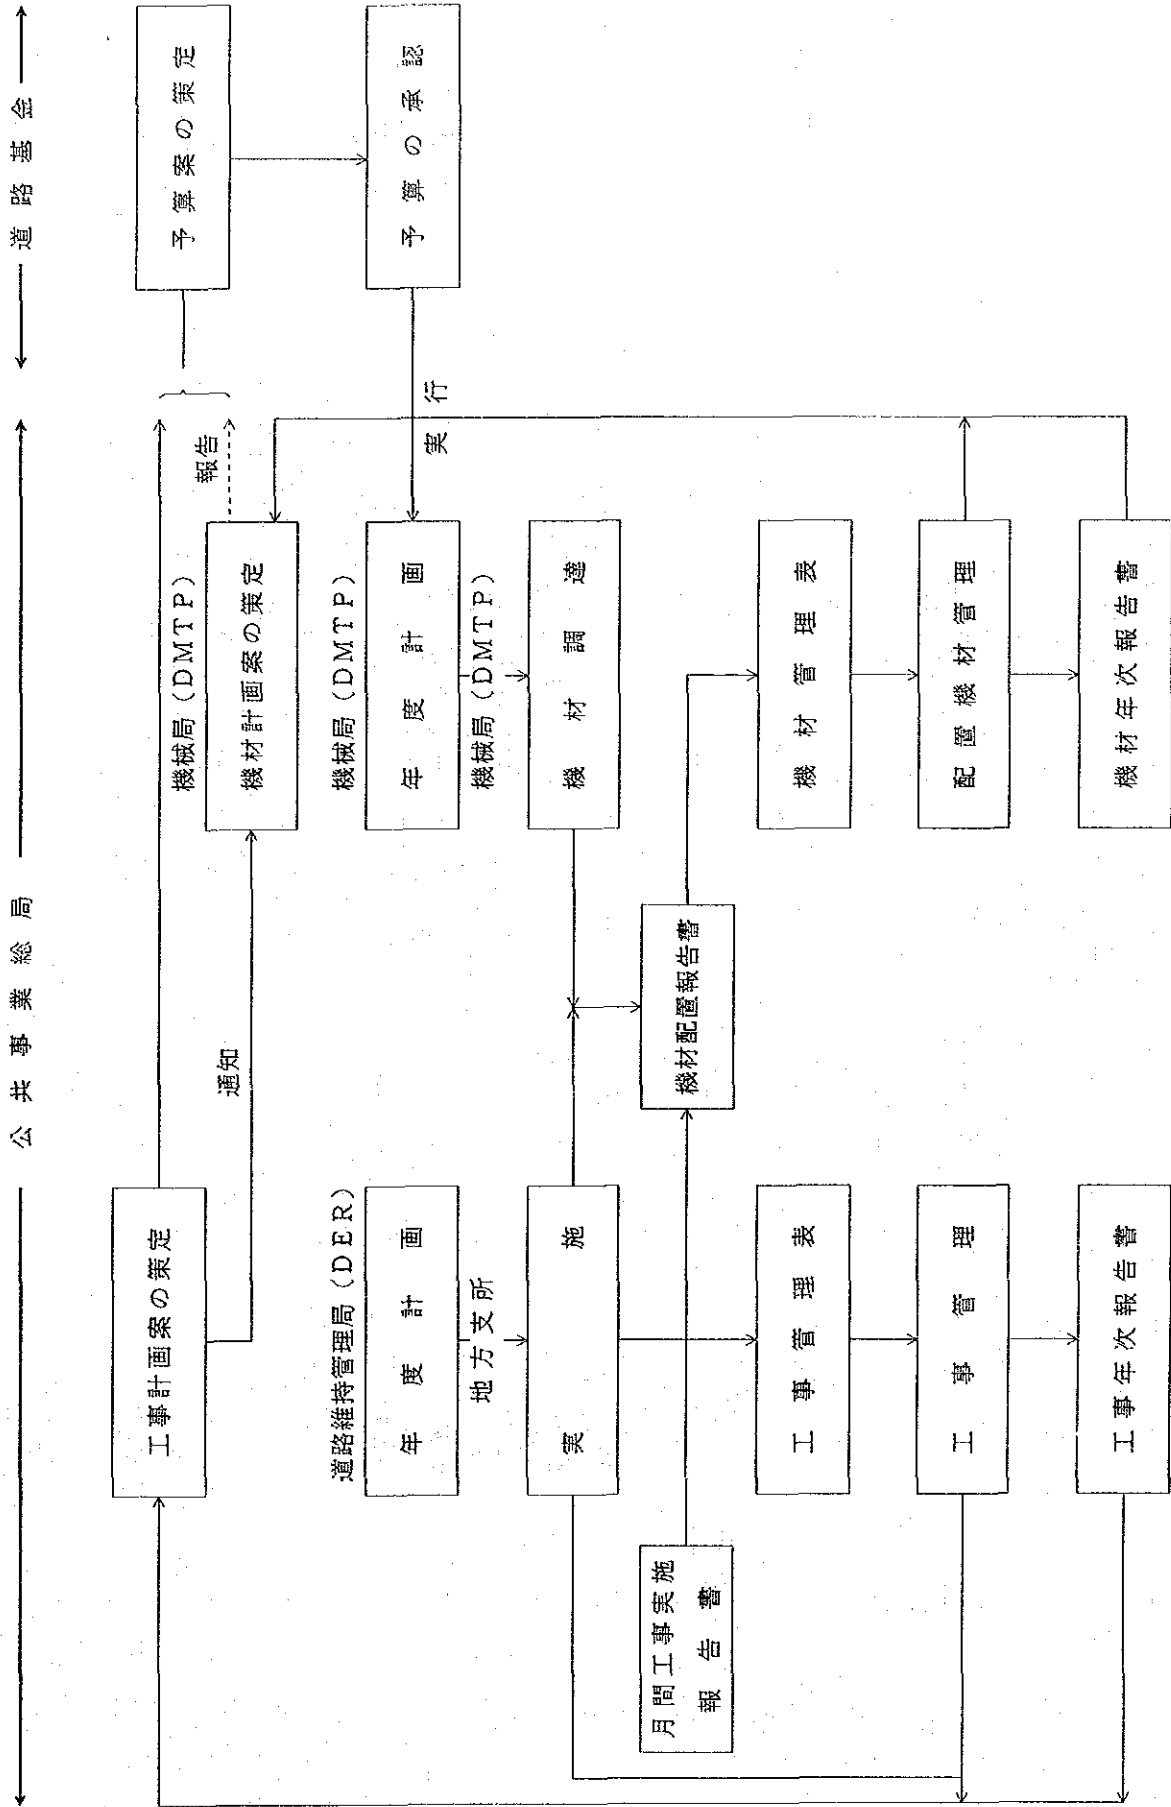 公共事業総局
道路基金
工事計画案の策定
通知
機械局(DMTP)
機材計画案の策定
報告
予算案の策定
道路維持管理局(DER)
年度計画
機械局(DMTP)
年度計画
実行
予算の承認
地方支所
実施
機械局(DMTP)
機材調達
月間工事実施
報告書
機材配置報告書
工事管理表
機材管理表
工事管理
配置機材管理
工事年次報告書
機材年次報告書